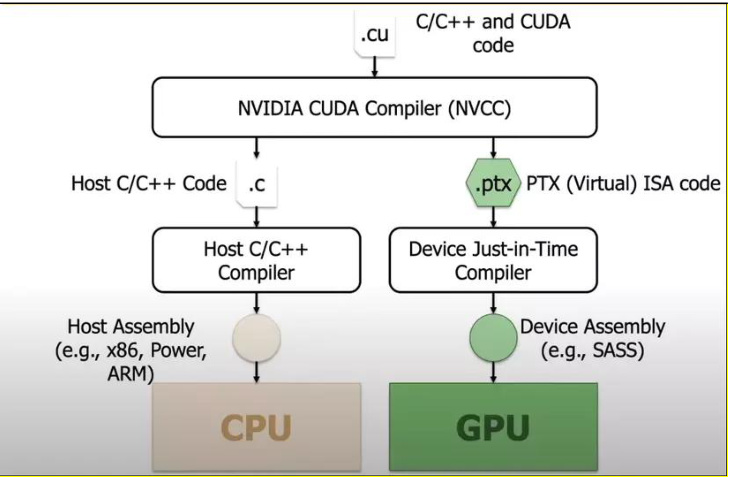 .cu
C/C++ and CUDA
code
NVIDIA CUDA Compiler (NVCC)
Host C/C++ Code
.c
.ptx
PTX (Virtual) ISA code
Host C/C++
Compiler
Device Just-in-Time
Compiler
Host Assembly
(e.g., x86, Power,
ARM)
Device Assembly
(e.g., SASS)
CPU
GPU